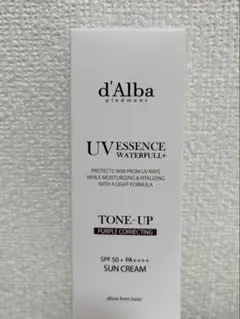 d'Alba
piedmont
UV ESSENCE
WATERFULL+
PROTECTS SKIN FROM UV RAYS
WHILE MOISTURIZING & VITALIZING
WITH A LIGHT FORMULA
TONE-UP
PURPLE CORRECTING
SPF 50+ PA++++
SUN CREAM
allure from basic